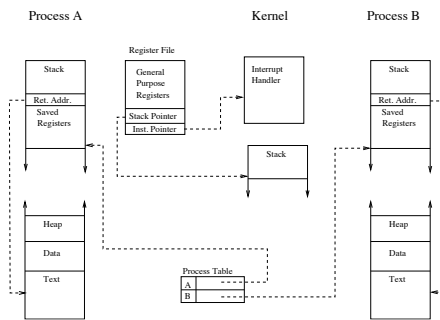 Process A
Kernel
Process B
Register File
Stack
Ret. Addr.
Saved
Registers
General
Purpose
Registers
Stack Pointer
Inst. Pointer
Interrupt
Handler
Stack
Stack
Ret. Addr.
Saved
Registers
Heap
Data
Text
Process Table
A
B
Heap
Data
Text